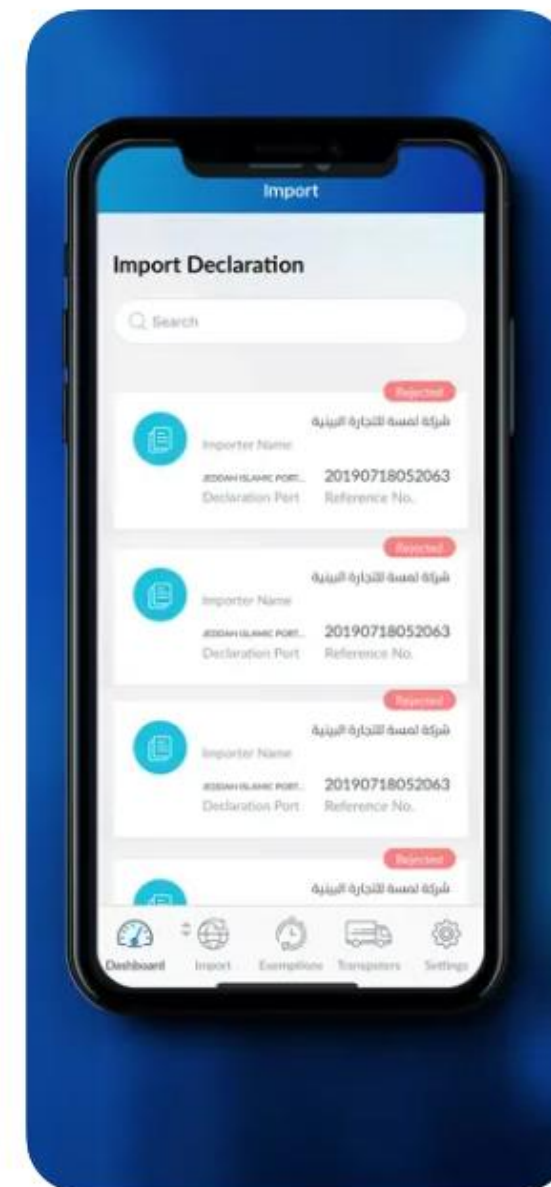 Import
Import Declaration
Search
Rejected
شركة لمسة للتجارة البينية
Importer Name
JEDDAH ISLAMIC PORT... 20190718052063
Declaration Port Reference No.
Rejected
شركة لمسة للتجارة البينية
Importer Name
JEDDAH ISLAMIC PORT... 20190718052063
Declaration Port Reference No.
Rejected
شركة لمسة للتجارة البينية
Importer Name
JEDDAH ISLAMIC PORT... 20190718052063
Declaration Port Reference No.
Rejected
شركة لمسة للتجارة البينية
Dashboard Import Exemptions Transporters Settings